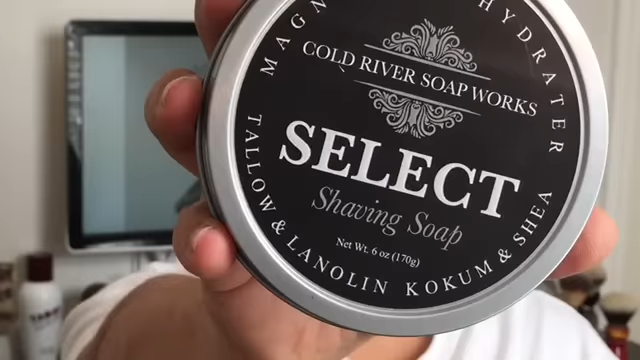 MAGN HYDRATER
COLD RIVER SOAP WORKS
SELECT
Shaving Soap
Net Wt. 6 oz (170g)
TALLOW & LANOLIN KOKUM & SHEA